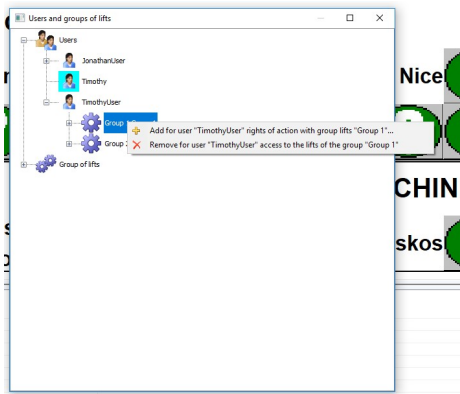 Users and groups of lifts
Users
JonathanUser
Timothy
TimothyUser
Group
Add for user "TimothyUser" rights of action with group lifts "Group 1"...
Group
Remove for user "TimothyUser" access to the lifts of the group "Group 1"
Group of lifts
Nicel
CHIN
skos